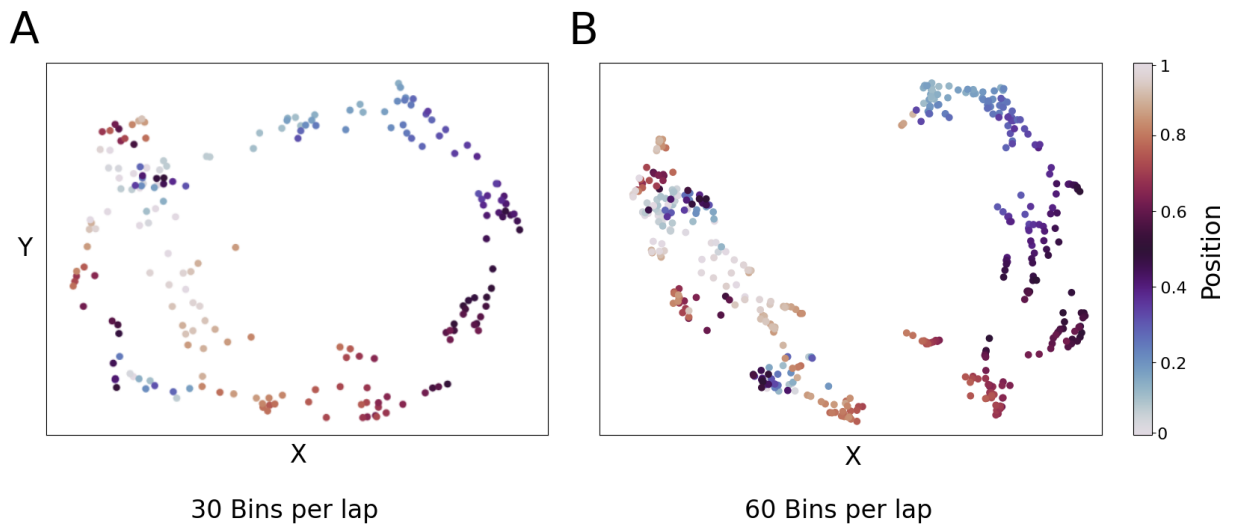 A
B
Y
X
X
30 Bins per lap
60 Bins per lap
1
0.8
0.6
0.4
0.2
0
Position